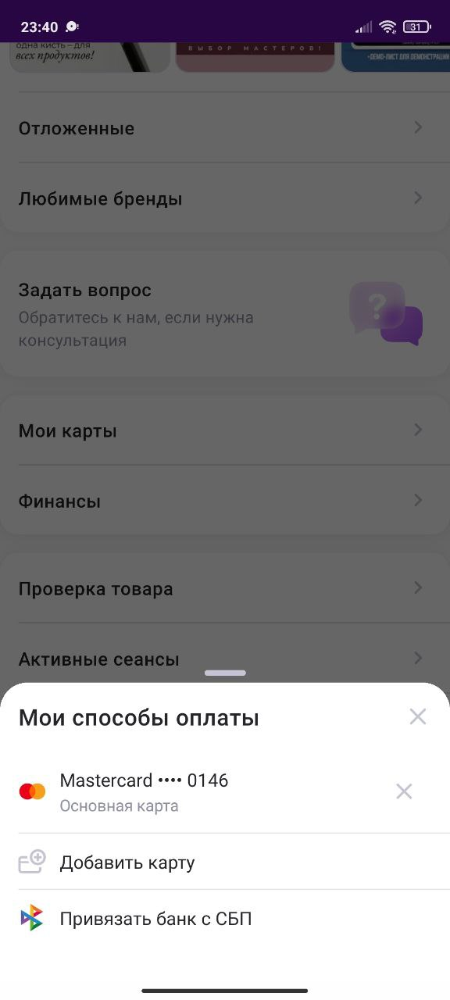 23:40
31
одна кисть – для
всех продуктов!
ВЫБОР МАСТЕРОВ!
•ДЕМО-ЛИСТ ДЛЯ ДЕМОНСТРАЦИИ
Отложенные
Любимые бренды
Задать вопрос
Обратитесь к нам, если нужна
консультация
?
Мои карты
Финансы
Проверка товара
Активные сеансы
Мои способы оплаты
Mastercard •••• 0146
Основная карта
Добавить карту
Привязать банк с СБП